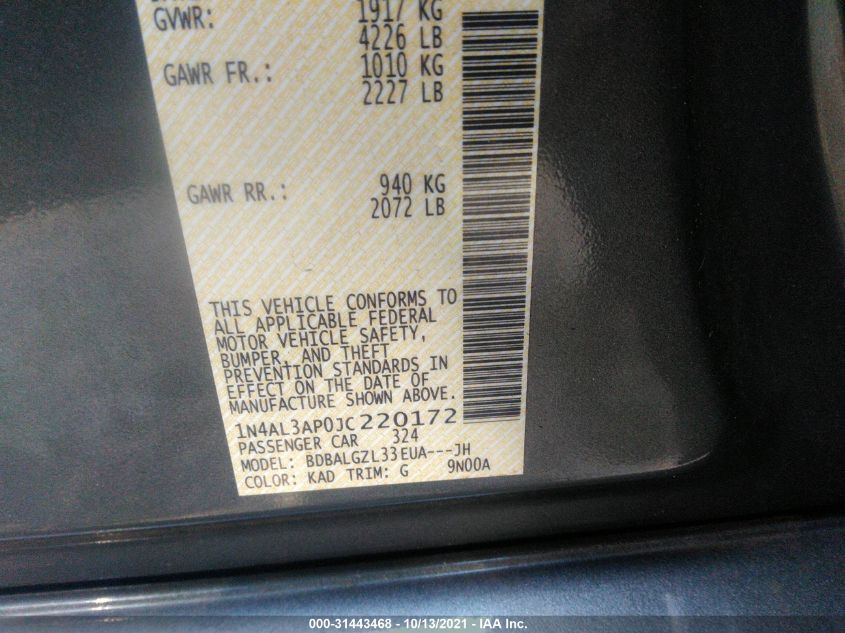 GVWR: 1917 KG
4226 LB
GAWR FR.: 1010 KG
2227 LB
GAWR RR.: 940 KG
2072 LB
THIS VEHICLE CONFORMS TO
ALL APPLICABLE FEDERAL
MOTOR VEHICLE SAFETY,
BUMPER, AND THEFT
PREVENTION STANDARDS IN
EFFECT ON THE DATE OF
MANUFACTURE SHOWN ABOVE.
1N4AL3AP0JC220172
PASSENGER CAR 324
MODEL: BDBALGZL33EUA---JH
COLOR: KAD TRIM: G 9N00A
000-31443468 - 10/13/2021 - IAA Inc.